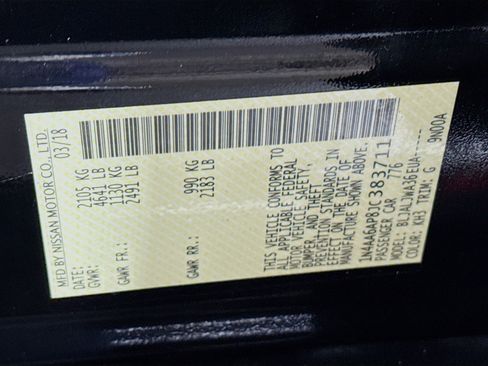 MFD BY NISSAN MOTOR CO., LTD.
DATE: 03/18
GVWR: 2105 KG
4641 LB
GAWR FR.: 1130 KG
2491 LB
GAWR RR.: 990 KG
2183 LB
THIS VEHICLE CONFORMS TO
ALL APPLICABLE FEDERAL
MOTOR VEHICLE SAFETY,
BUMPER, AND THEFT
PREVENTION STANDARDS IN
EFFECT ON THE DATE OF
MANUFACTURE SHOWN ABOVE.
383711
PASSENGER CAR 776
MODEL:
COLOR: KH3 TRIM: G 9W00A